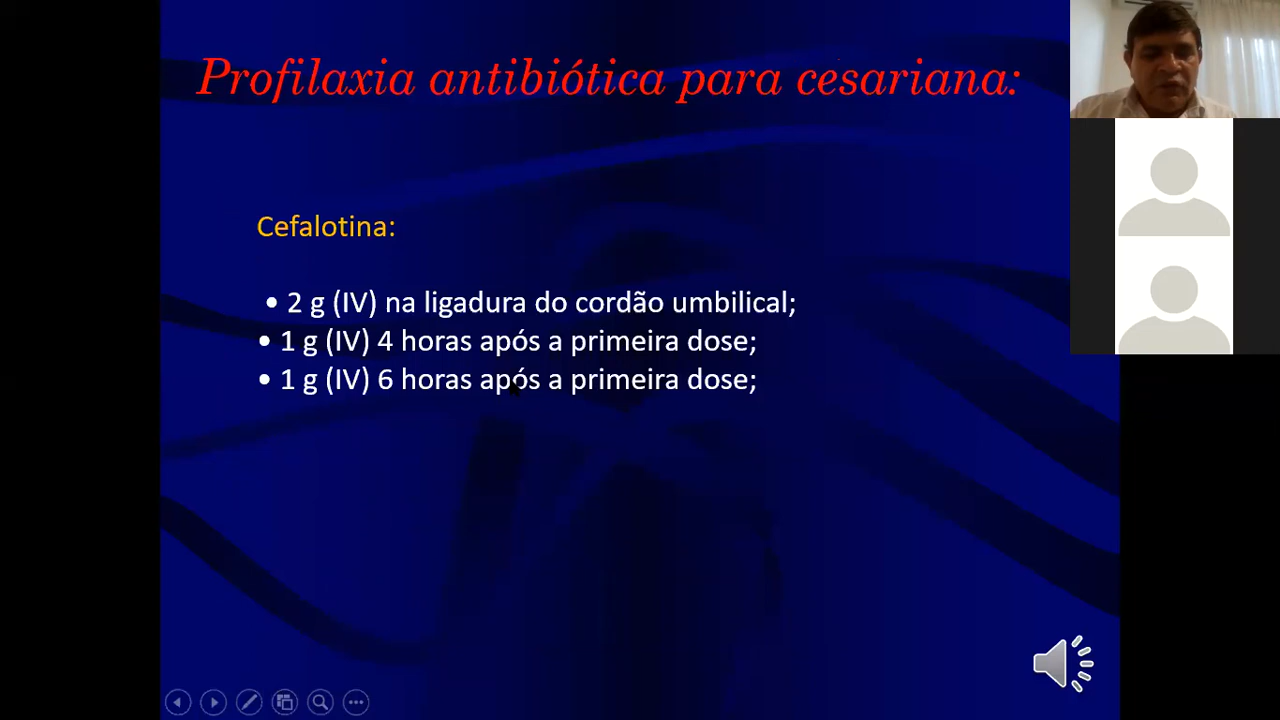 Profilaxia antibiótica para cesariana:
Cefalotina:
• 2 g (IV) na ligadura do cordão umbilical;
• 1 g (IV) 4 horas após a primeira dose;
• 1 g (IV) 6 horas após a primeira dose;